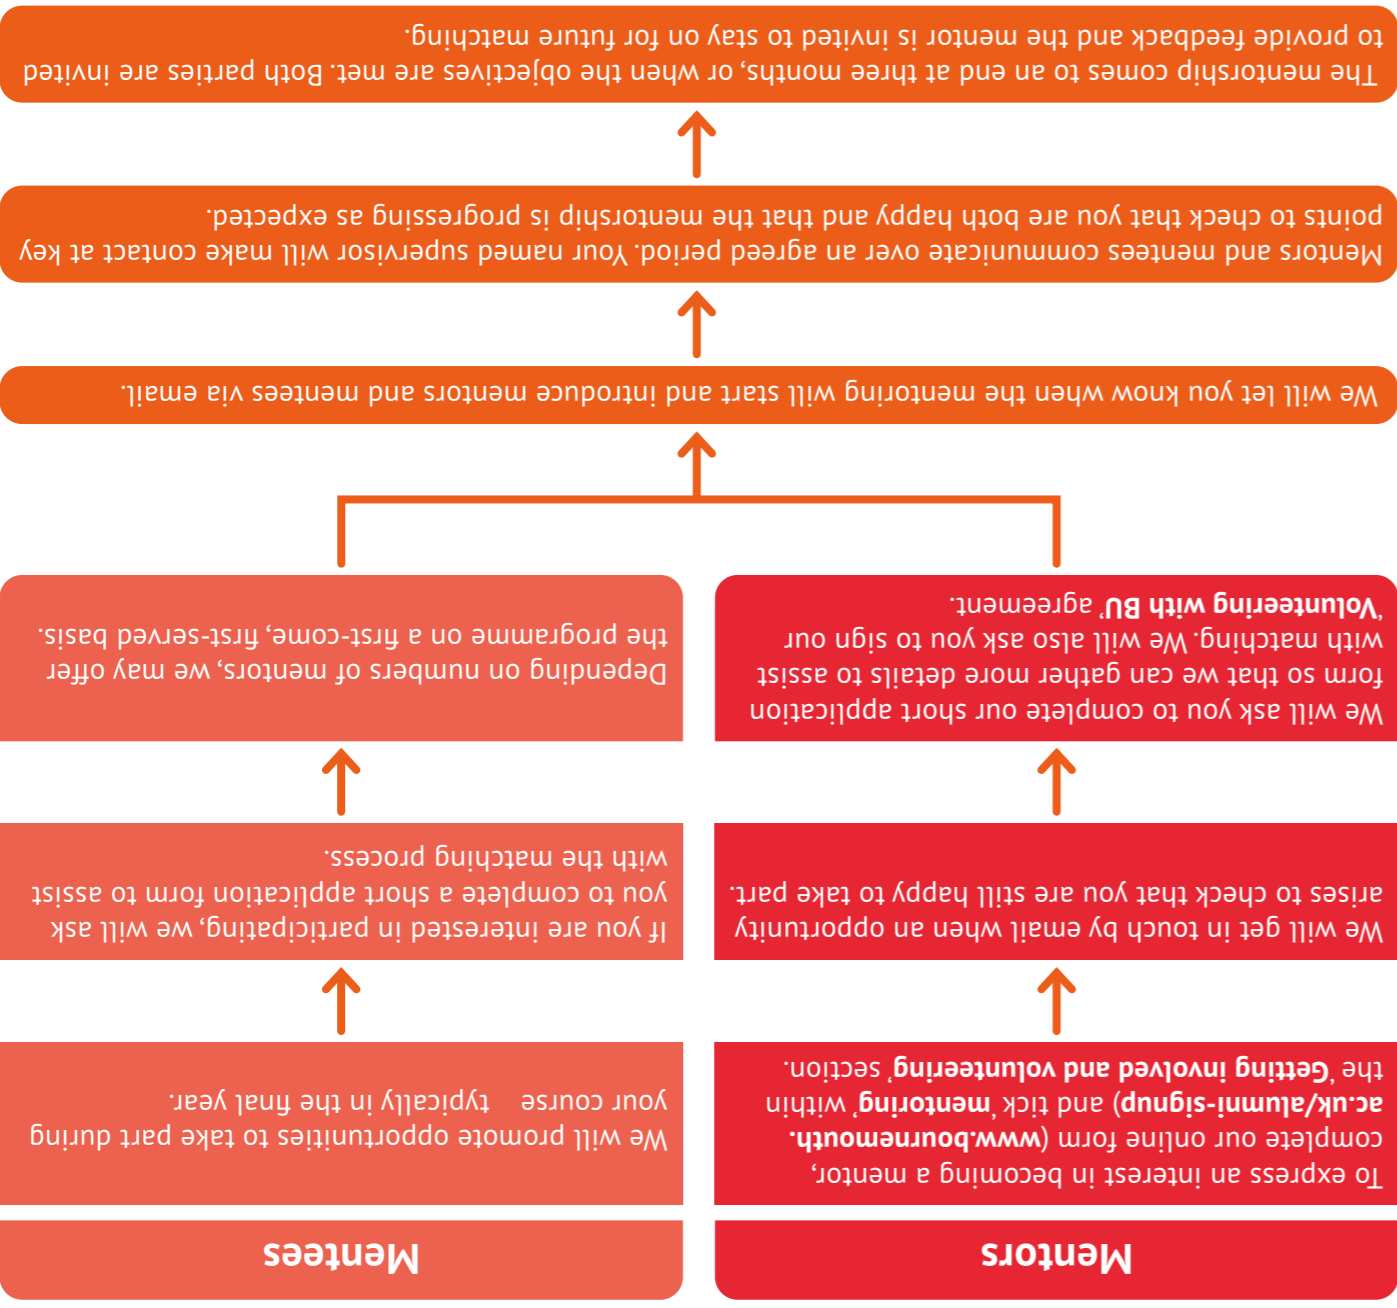 Mentors
To express an interest in becoming a mentor,
complete our online form (www.bournemouth.
ac.uk/alumni-signup) and tick ‘mentoring’ within
the ‘Getting involved and volunteering’ section.
We will get in touch by email when an opportunity
arises to check that you are still happy to take part.
We will ask you to complete our short application
form so that we can gather more details to assist
with matching. We will also ask you to sign our
‘Volunteering with BU’ agreement.
Mentees
We will promote opportunities to take part during
your course typically in the final year.
If you are interested in participating, we will ask
you to complete a short application form to assist
with the matching process.
Depending on numbers of mentors, we may offer
the programme on a first-come, first-served basis.
We will let you know when the mentoring will start and introduce mentors and mentees via email.
Mentors and mentees communicate over an agreed period. Your named supervisor will make contact at key
points to check that you are both happy and that the mentorship is progressing as expected.
The mentorship comes to an end at three months, or when the objectives are met. Both parties are invited
to provide feedback and the mentor is invited to stay on for future matching.